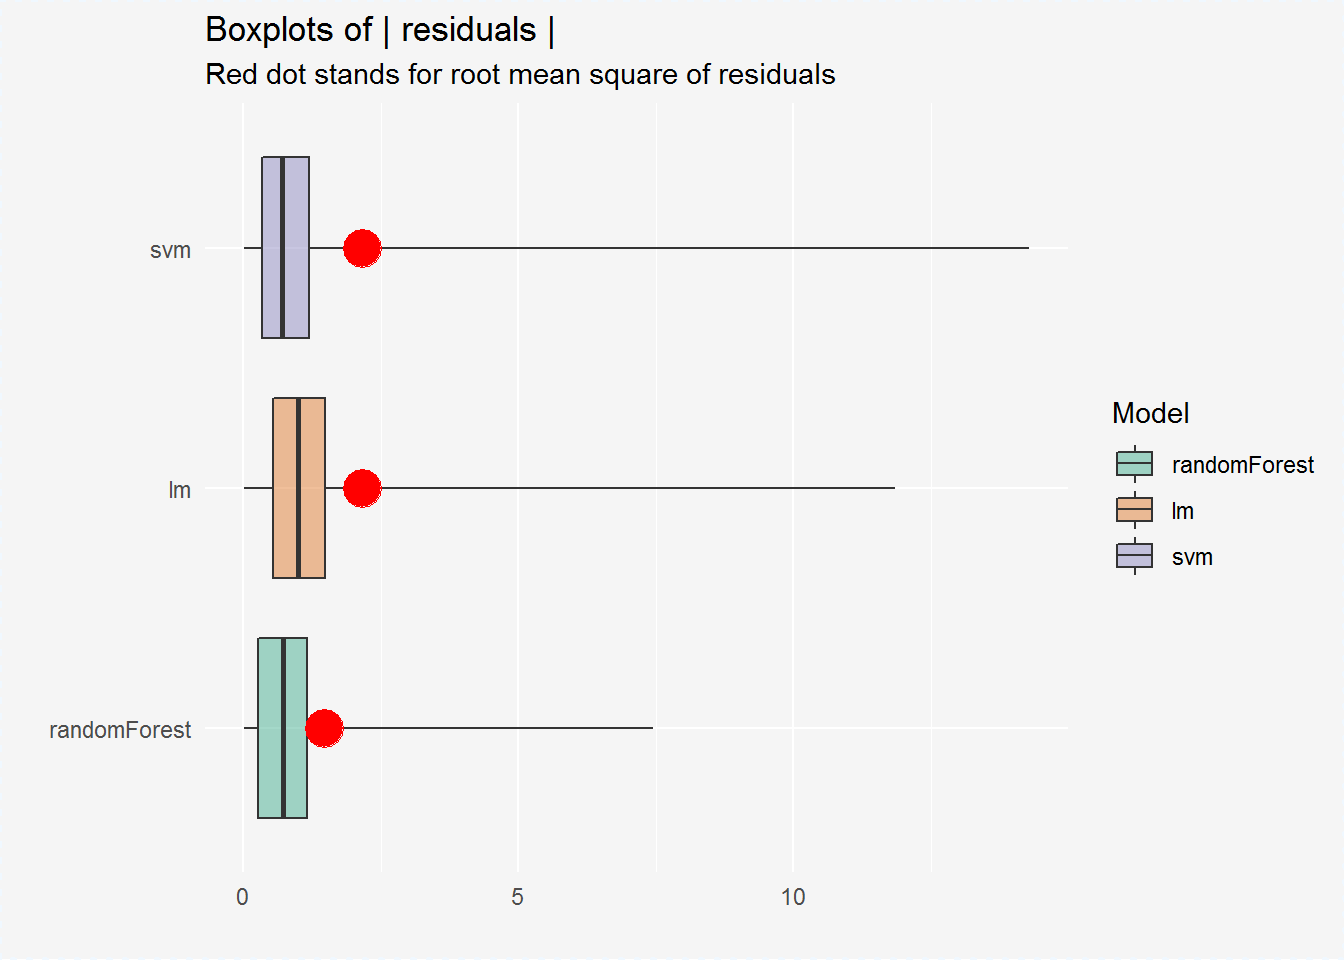 Boxplots of | residuals |
Red dot stands for root mean square of residuals
svm
lm
randomForest
0
5
10
Model
randomForest
lm
svm